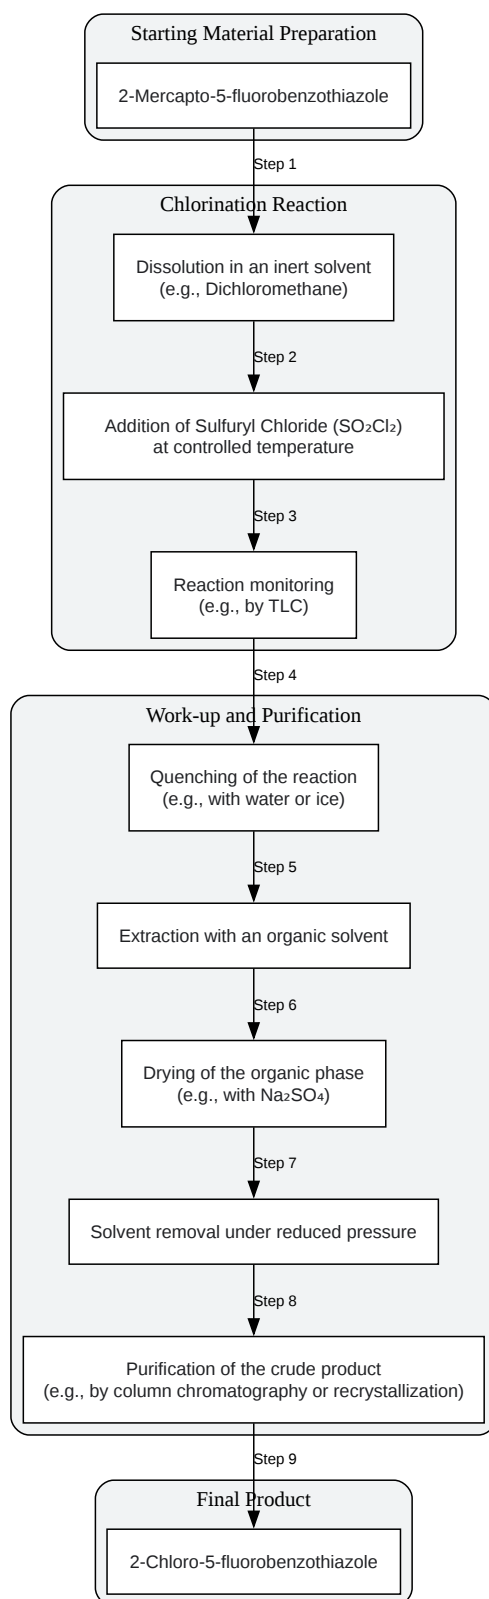 Starting Material Preparation
2-Mercapto-5-fluorobenzothiazole
Step 1
Chlorination Reaction
Dissolution in an inert solvent
(e.g., Dichloromethane)
Step 2
Addition of Sulfuryl Chloride (SO₂Cl₂)
at controlled temperature
Step 3
Reaction monitoring
(e.g., by TLC)
Step 4
Work-up and Purification
Quenching of the reaction
(e.g., with water or ice)
Step 5
Extraction with an organic solvent
Step 6
Drying of the organic phase
(e.g., with Na₂SO₄)
Step 7
Solvent removal under reduced pressure
Step 8
Purification of the crude product
(e.g., by column chromatography or recrystallization)
Step 9
Final Product
2-Chloro-5-fluorobenzothiazole